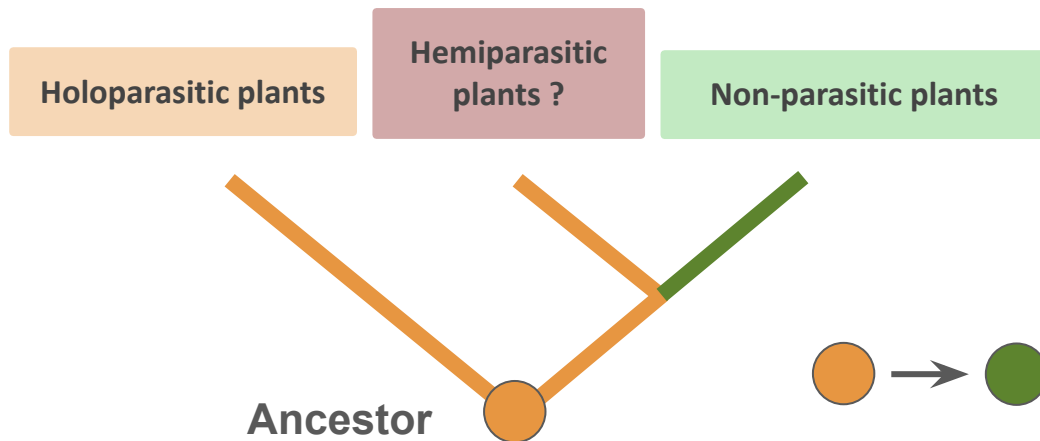 Holoparasitic plants
Hemiparasitic
plants ?
Non-parasitic plants
Ancestor